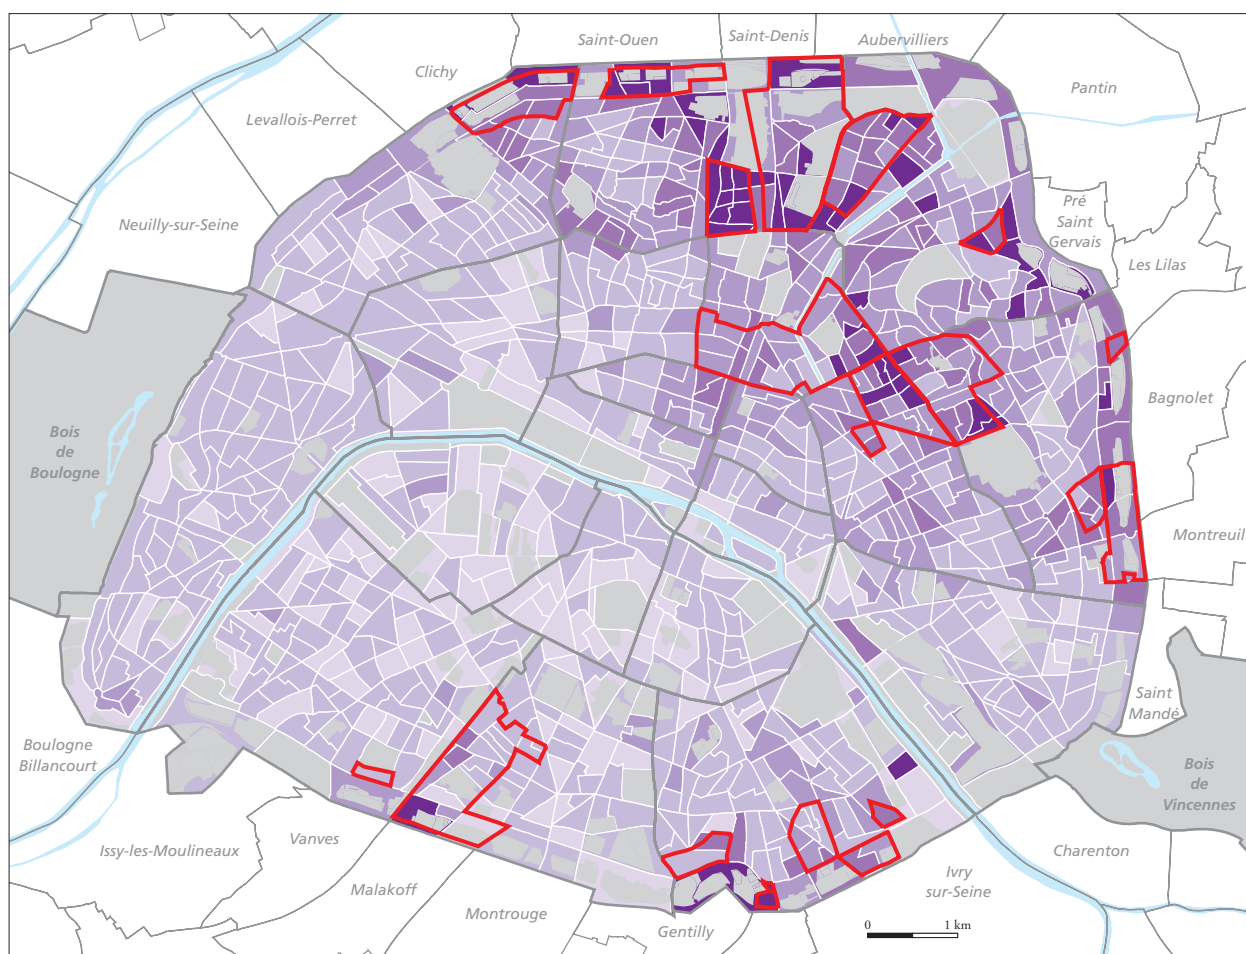 Saint-Ouen
Saint-Denis
Aubervilliers
Clichy
Pantin
Levallois-Perret
Neuilly-sur-Seine
Pré
Saint
Gervais
Les Lilas
Bagnolet
Bois
de
Boulogne
Montreuil
Saint
Mandé
Boulogne
Billancourt
Bois
de
Vincennes
Vanves
Issy-les-Moulineaux
Charenton
Malakoff
Ivry
sur-Seine
Montrouge
Gentilly
0 1 km